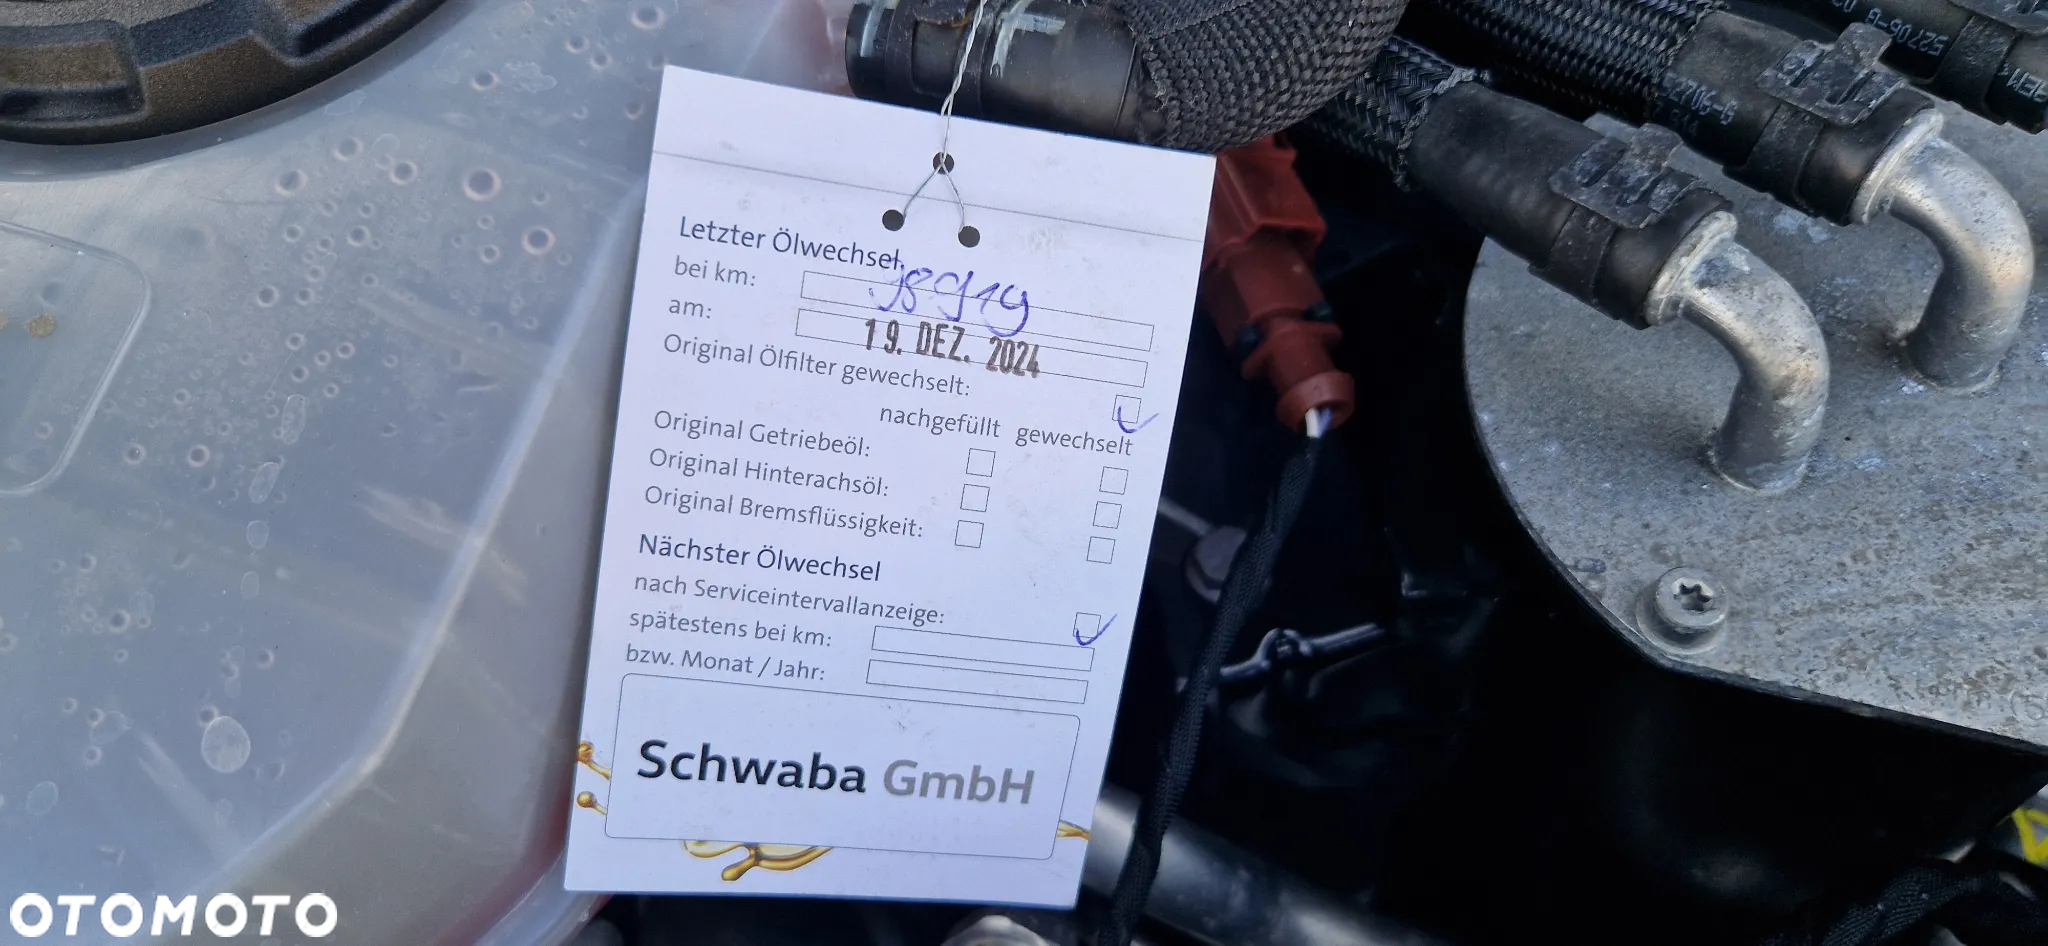 Letzter Ölwechsel
bei km: 98919
am: 19. DEZ. 2024
Original Ölfilter gewechselt:
nachgefüllt gewechselt
Original Getriebeöl:
Original Hinterachsöl:
Original Bremsflüssigkeit:
Nächster Ölwechsel
nach Serviceintervallanzeige:
spätestens bei km:
bzw. Monat / Jahr:
Schwaba GmbH
OTOMOTO